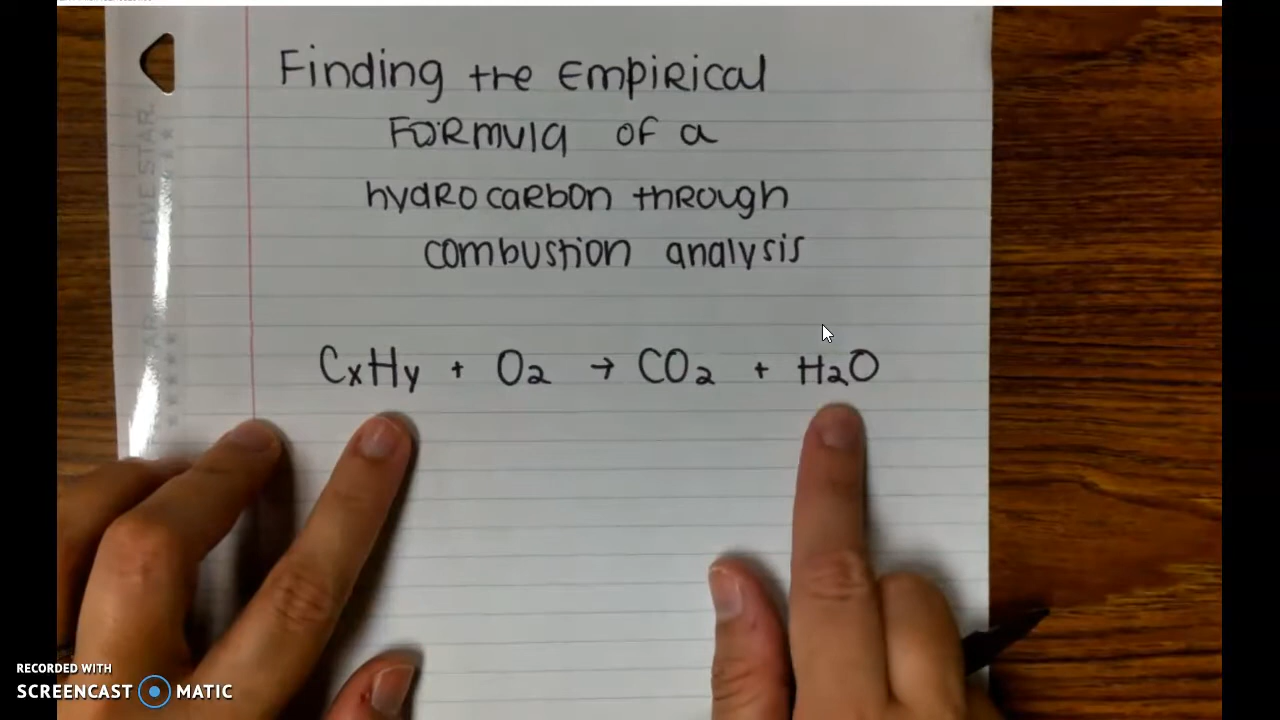 Finding the Empirical
Formula of a
hydrocarbon through
combustion analysis
CxHy + O2 → CO2 + H2O
RECORDED WITH
SCREENCAST MATIC